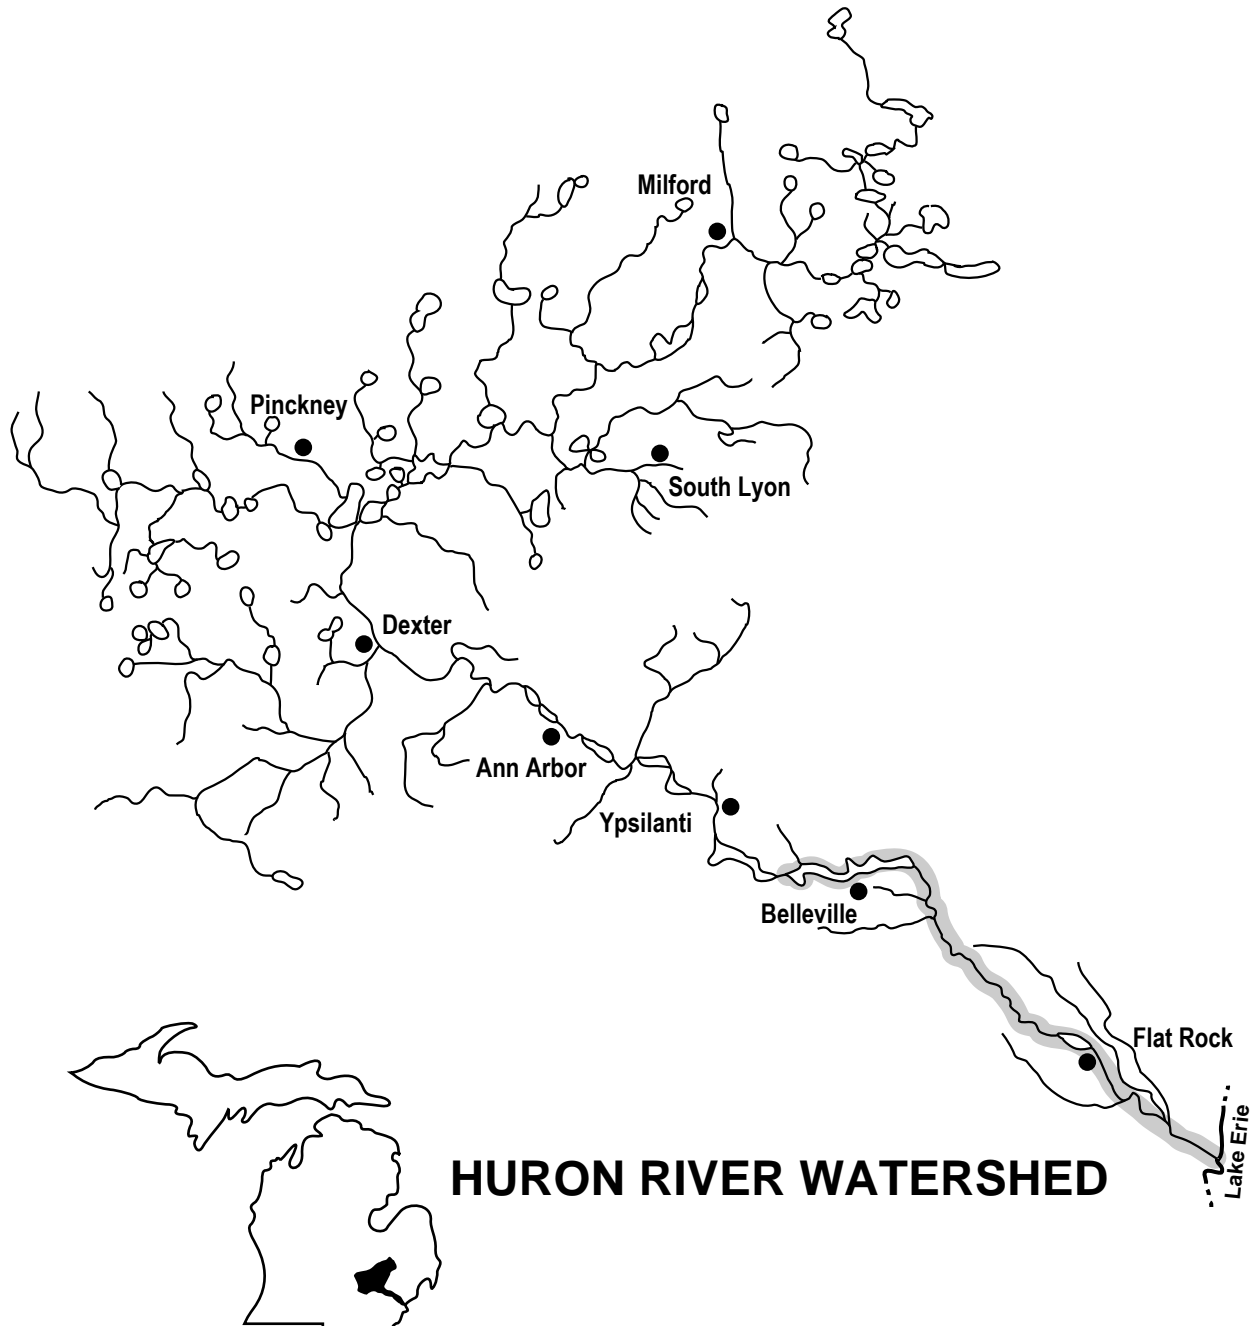 Milford
Pinckney
South Lyon
Dexter
Ann Arbor
Ypsilanti
Belleville
Flat Rock
Lake Erie
HURON RIVER WATERSHED